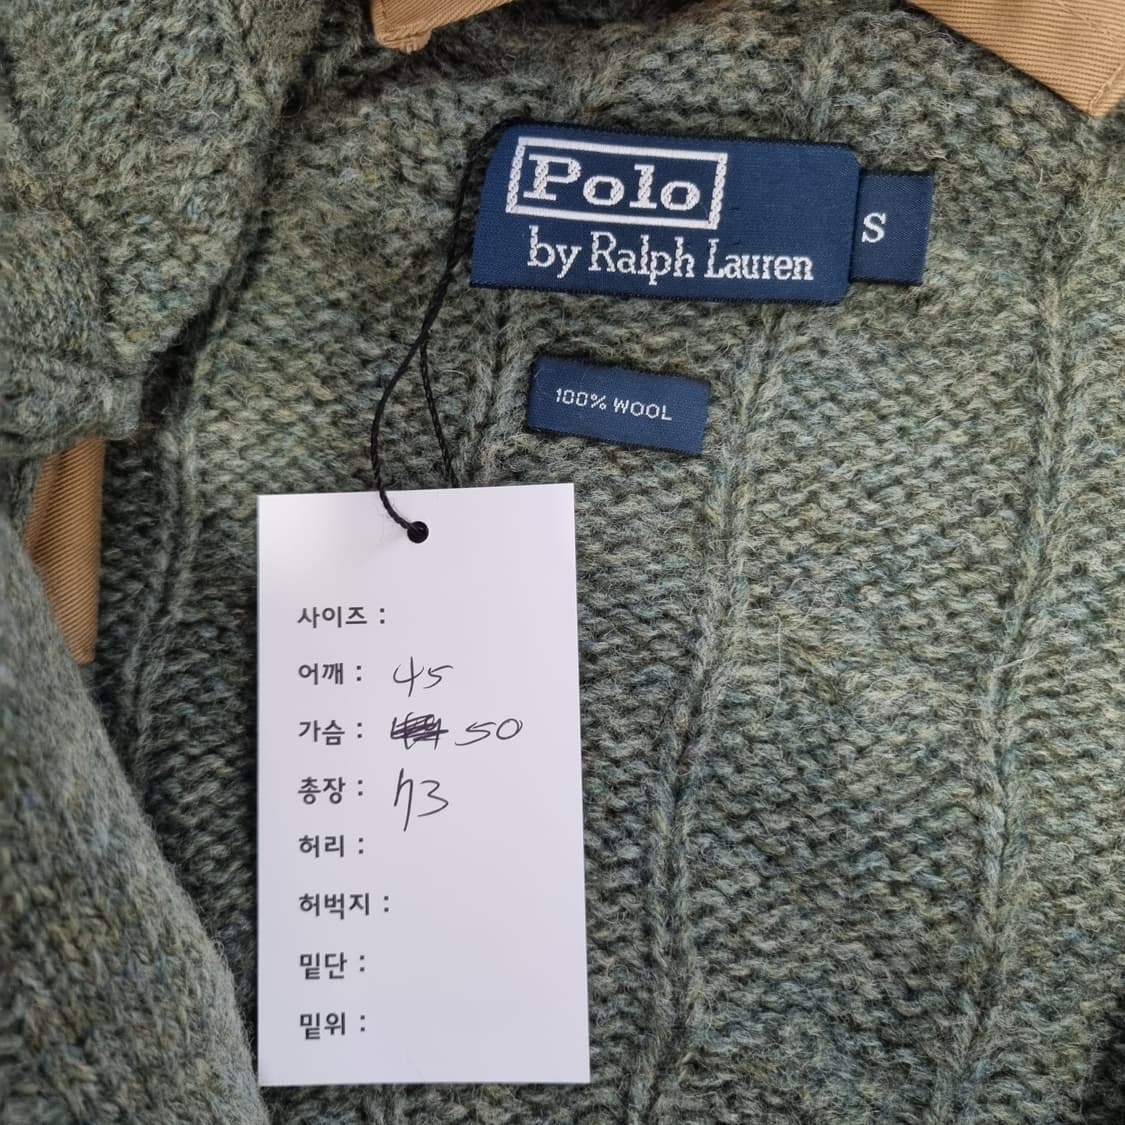 Polo
by Ralph Lauren
S
100% WOOL
사이즈 :
어깨 : 45
가슴 : 50
총장 : 73
허리 :
허벅지 :
밑단 :
밑위 :